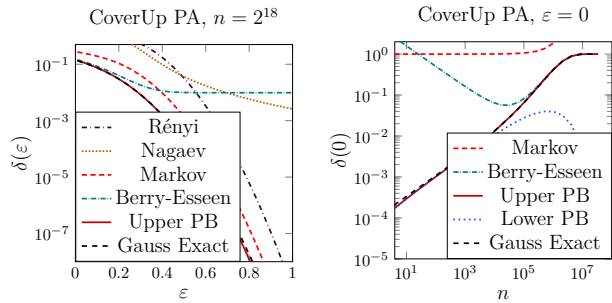 CoverUp PA, n = 2^18
10^−1
10^−3
10^−5
10^−7
δ(ε)
Rényi
Nagaev
Markov
Berry-Esseen
Upper PB
Gauss Exact
0 0.2 0.4 0.6 0.8 1
ε
CoverUp PA, ε = 0
10^0
10^−1
10^−2
10^−3
10^−4
10^−5
δ(0)
Markov
Berry-Esseen
Upper PB
Lower PB
Gauss Exact
10^1 10^3 10^5 10^7
n